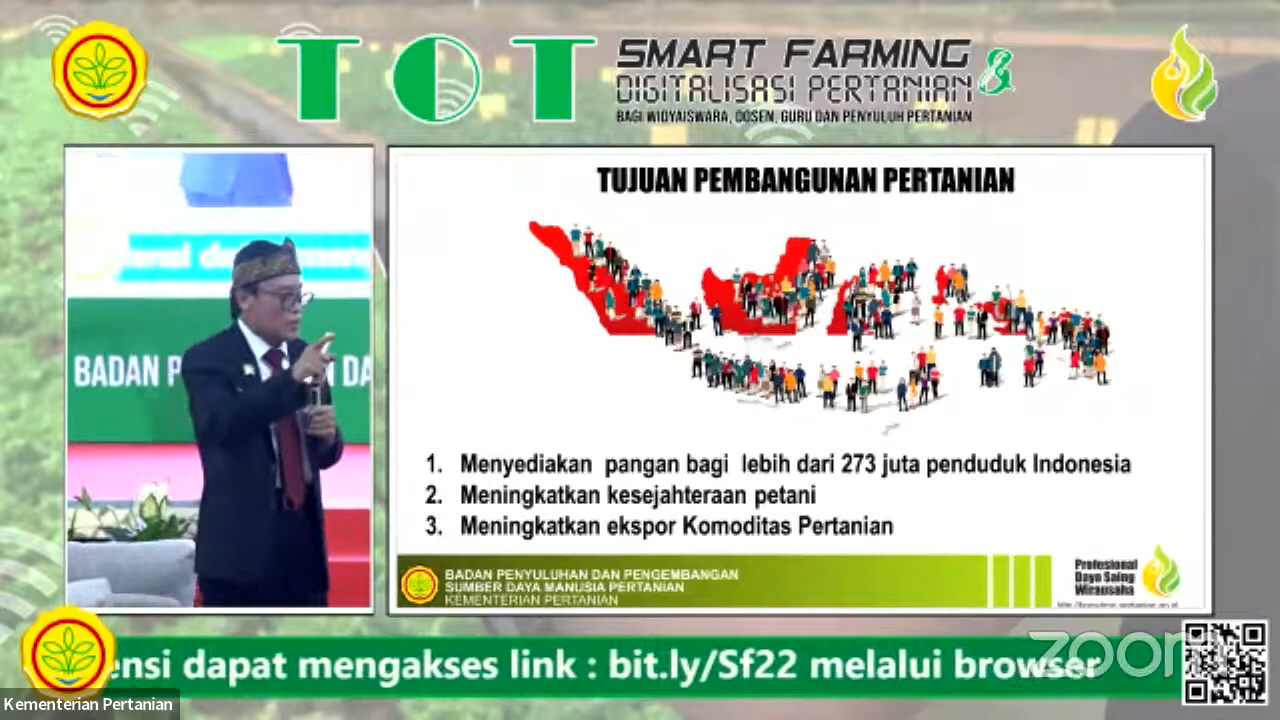 TOT
SMART FARMING &
DIGITALISASI PERTANIAN
BAGI WIDYAISWARA, DOSEN, GURU DAN PENYULUH PERTANIAN
BADAN P
DA
TUJUAN PEMBANGUNAN PERTANIAN
1. Menyediakan pangan bagi lebih dari 273 juta penduduk Indonesia
2. Meningkatkan kesejahteraan petani
3. Meningkatkan ekspor Komoditas Pertanian
BADAN PENYULUHAN DAN PENGEMBANGAN
SUMBER DAYA MANUSIA PERTANIAN
KEMENTERIAN PERTANIAN
Profesional
Daya Saing
Wirausaha
ensi dapat mengakses link : bit.ly/Sf22 melalui browser
zoom
Kementerian Pertanian